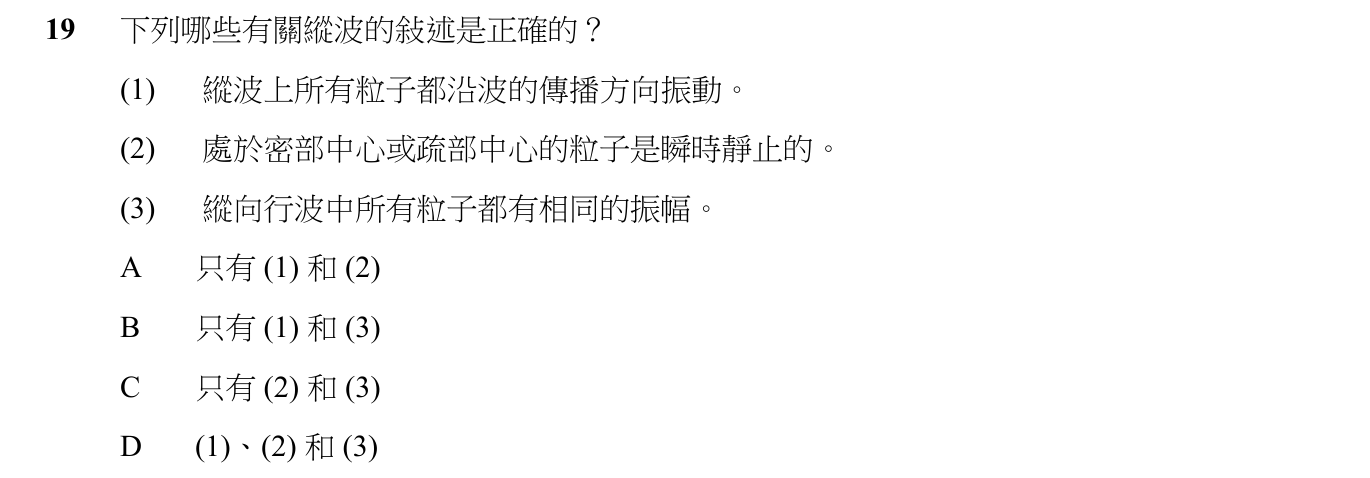 19 下列哪些有關縱波的敍述是正確的？
(1) 縱波上所有粒子都沿波的傳播方向振動。
(2) 處於密部中心或疏部中心的粒子是瞬時靜止的。
(3) 縱向行波中所有粒子都有相同的振幅。
A 只有 (1) 和 (2)
B 只有 (1) 和 (3)
C 只有 (2) 和 (3)
D (1)、(2) 和 (3)